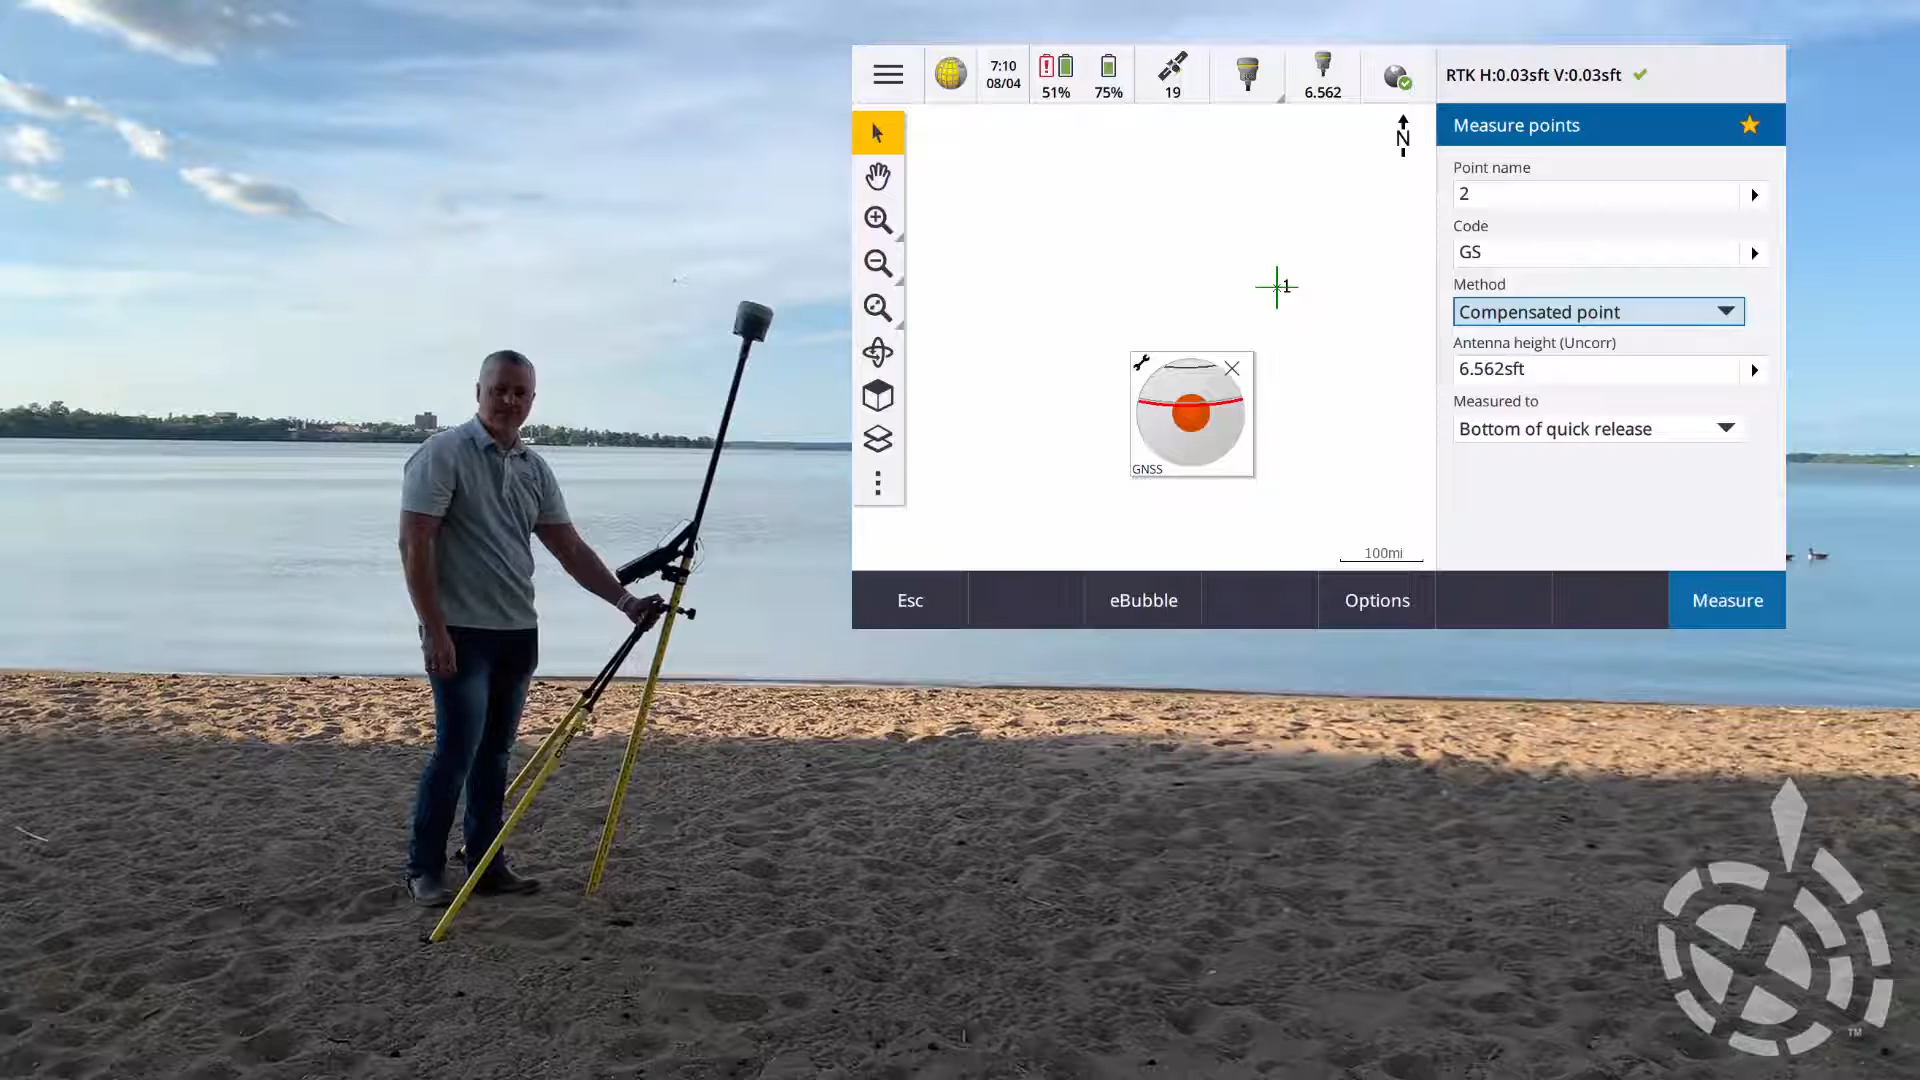 7:10
08/04
51%
75%
19
6.562
RTK H:0.03sft V:0.03sft
Measure points
N
Point name
2
Code
GS
Method
Compensated point
Antenna height (Uncorr)
6.562sft
Measured to
Bottom of quick release
1
GNSS
100mi
Esc
eBubble
Options
Measure
TM